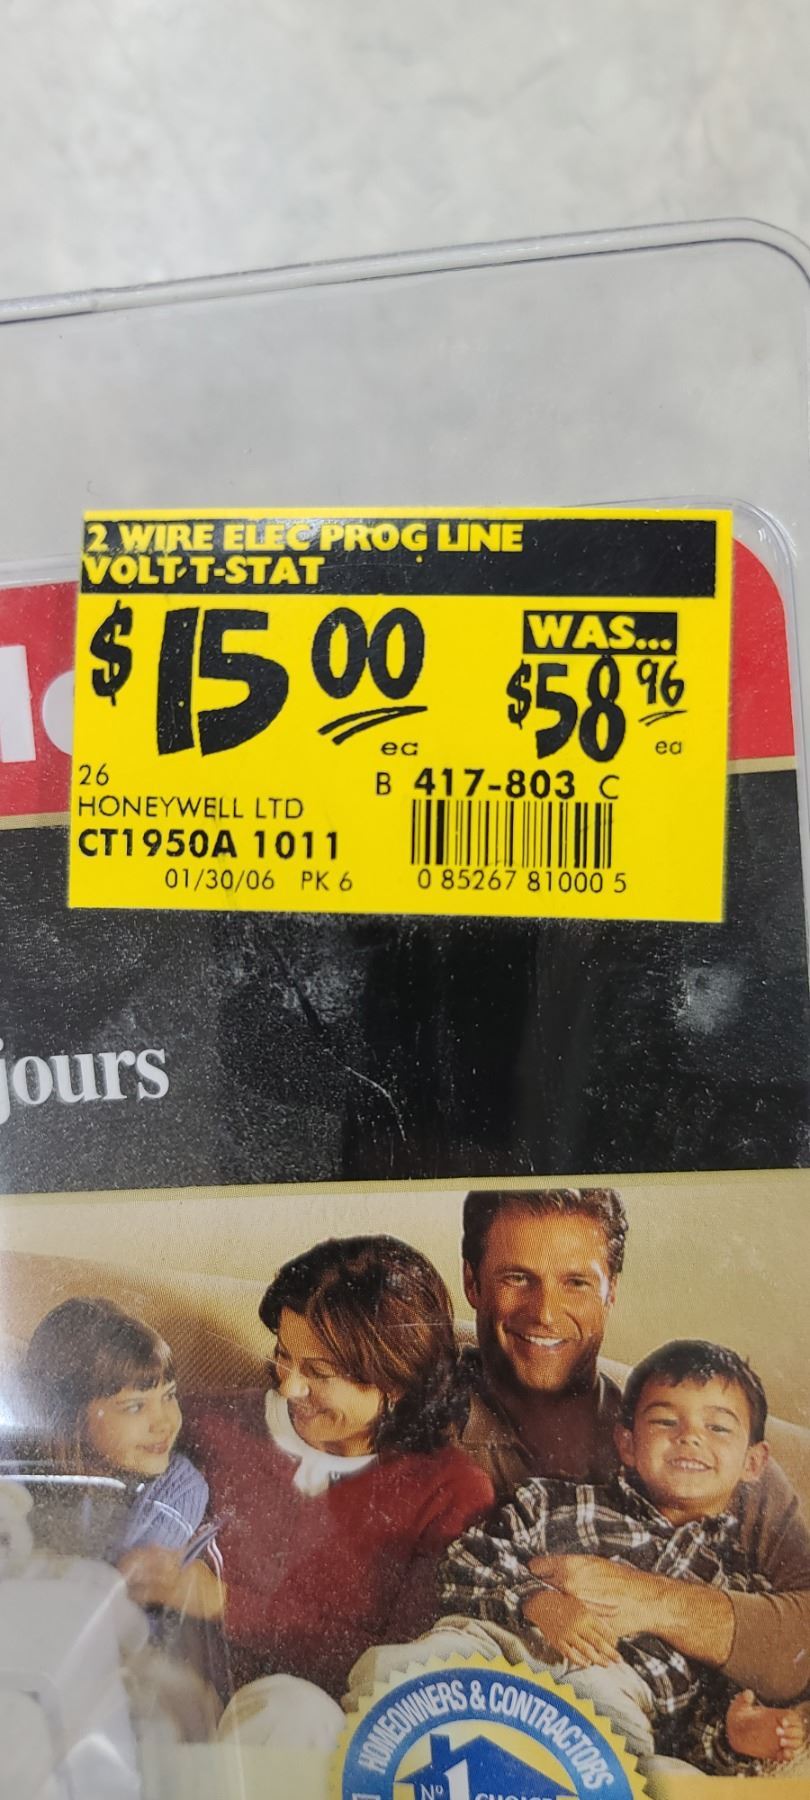 2 WIRE ELEC PROG LINE
VOLT T-STAT
$15.00 ea
WAS... $58.96 ea
26
HONEYWELL LTD
B 417-803 C
CT1950A 1011
01/30/06 PK 6
0 85267 81000 5
jours
HOMEOWNERS & CONTRACTORS
Nº 1 CHOICE